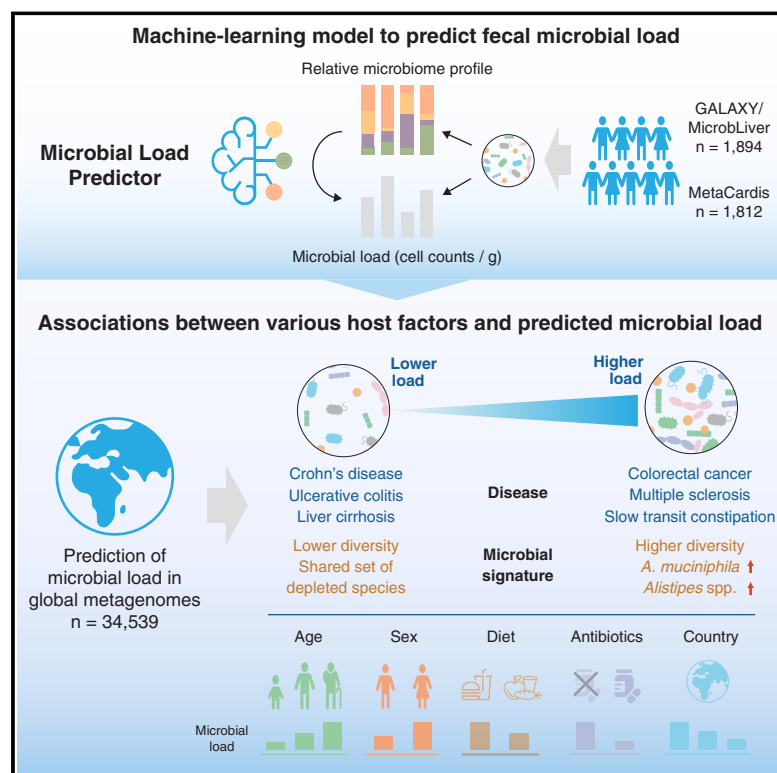 Machine-learning model to predict fecal microbial load
Relative microbiome profile
GALAXY/
MicrobLiver
n = 1,894
Microbial Load
Predictor
MetaCardis
n = 1,812
Microbial load (cell counts / g)
Associations between various host factors and predicted microbial load
Lower
load
Higher
load
Crohn's disease
Ulcerative colitis
Liver cirrhosis
Disease
Colorectal cancer
Multiple sclerosis
Slow transit constipation
Prediction of
microbial load in
global metagenomes
n = 34,539
Lower diversity
Shared set of
depleted species
Microbial
signature
Higher diversity
A. muciniphila ↑
Alistipes spp. ↑
Age Sex Diet Antibiotics Country
Microbial
load